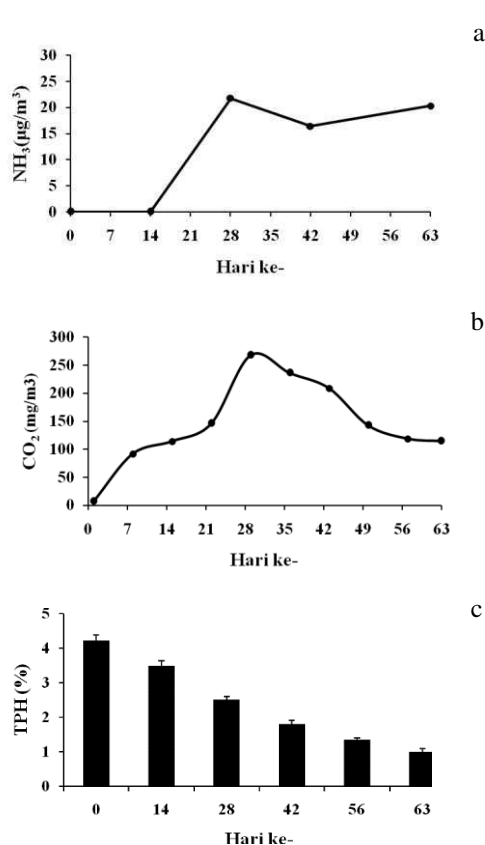 a
30
25
20
15
10
5
0
NH₃ (µg/m³)
0 7 14 21 28 35 42 49 56 63
Hari ke-
b
300
250
200
150
100
50
0
CO₂ (mg/m3)
0 7 14 21 29 35 42 49 56 63
Hari ke-
c
5
4
3
2
1
0
TPH (%)
0 14 28 42 56 63
Hari ke-